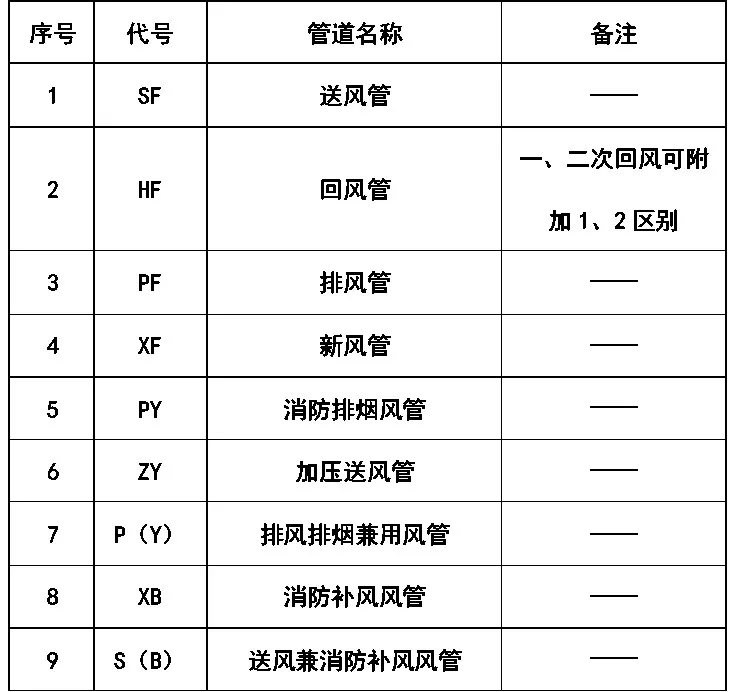 序号 代号 管道名称 备注
1 SF 送风管 ——
2 HF 回风管 一、二次回风可附
加1、2区别
3 PF 排风管 ——
4 XF 新风管 ——
5 PY 消防排烟风管 ——
6 ZY 加压送风管 ——
7 P（Y） 排风排烟兼用风管 ——
8 XB 消防补风风管 ——
9 S（B） 送风兼消防补风风管 ——